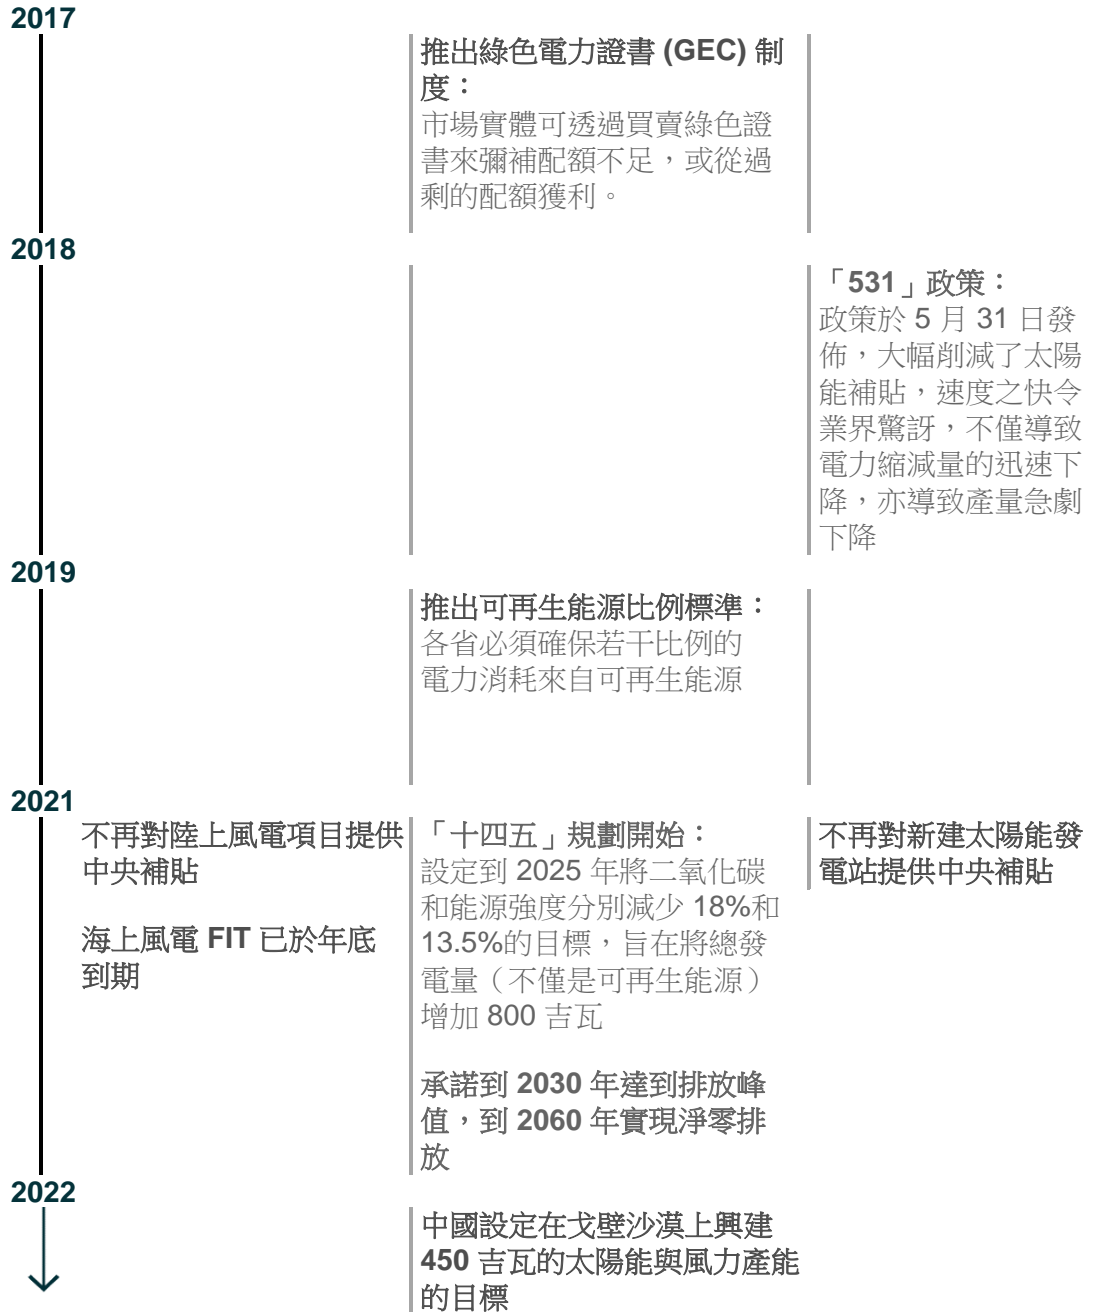 2017
推出綠色電力證書 (GEC) 制
度：
市場實體可透過買賣綠色證
書來彌補配額不足，或從過
剩的配額獲利。
2018
「531」政策：
政策於 5 月 31 日發
佈，大幅削減了太陽
能補貼，速度之快令
業界驚訝，不僅導致
電力縮減量的迅速下
降，亦導致產量急劇
下降
2019
推出可再生能源比例標準：
各省必須確保若干比例的
電力消耗來自可再生能源
2021
不再對陸上風電項目提供
中央補貼
海上風電 FIT 已於年底
到期
「十四五」規劃開始：
設定到 2025 年將二氧化碳
和能源強度分別減少 18%和
13.5%的目標，旨在將總發
電量（不僅是可再生能源）
增加 800 吉瓦
承諾到 2030 年達到排放峰
值，到 2060 年實現淨零排
放
不再對新建太陽能發
電站提供中央補貼
2022
中國設定在戈壁沙漠上興建
450 吉瓦的太陽能與風力產能
的目標